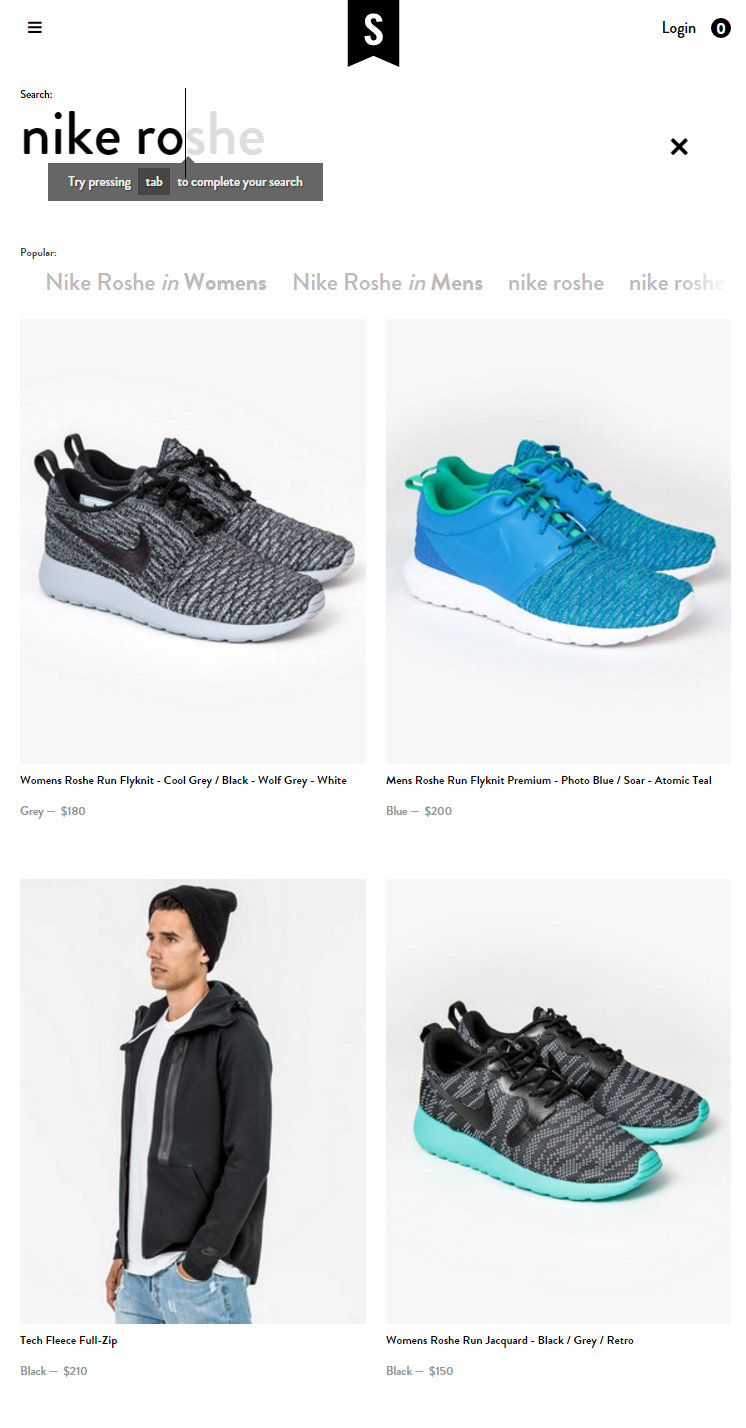 S
Login 0
Search:
nike roshe
Try pressing tab to complete your search
Popular:
Nike Roshe in Womens Nike Roshe in Mens nike roshe nike roshe
Womens Roshe Run Flyknit - Cool Grey / Black - Wolf Grey - White
Grey — $180
Mens Roshe Run Flyknit Premium - Photo Blue / Soar - Atomic Teal
Blue — $200
Tech Fleece Full-Zip
Black — $210
Womens Roshe Run Jacquard - Black / Grey / Retro
Black — $150